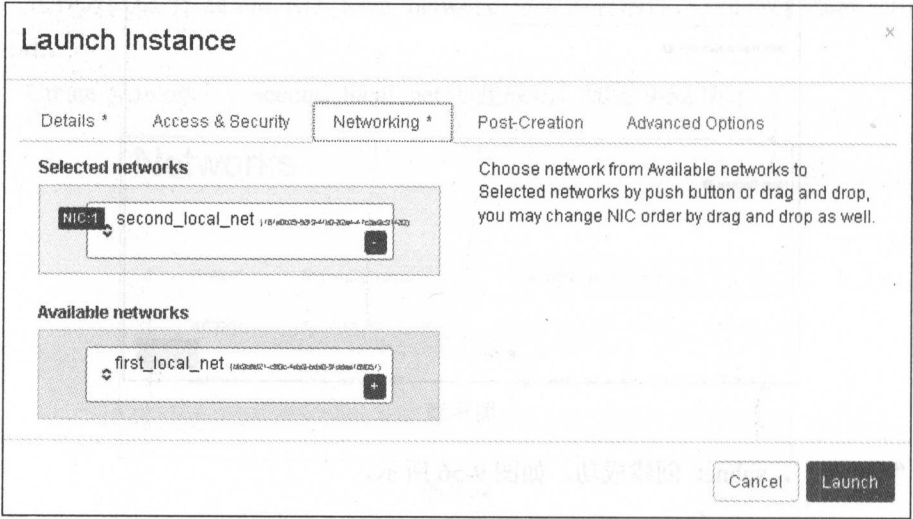 Launch Instance
×
Details *
Access & Security
Networking *
Post-Creation
Advanced Options
Selected networks
NIC:1
second_local_net
-
Available networks
first_local_net
+
Choose network from Available networks to
Selected networks by push button or drag and drop,
you may change NIC order by drag and drop as well.
Cancel
Launch